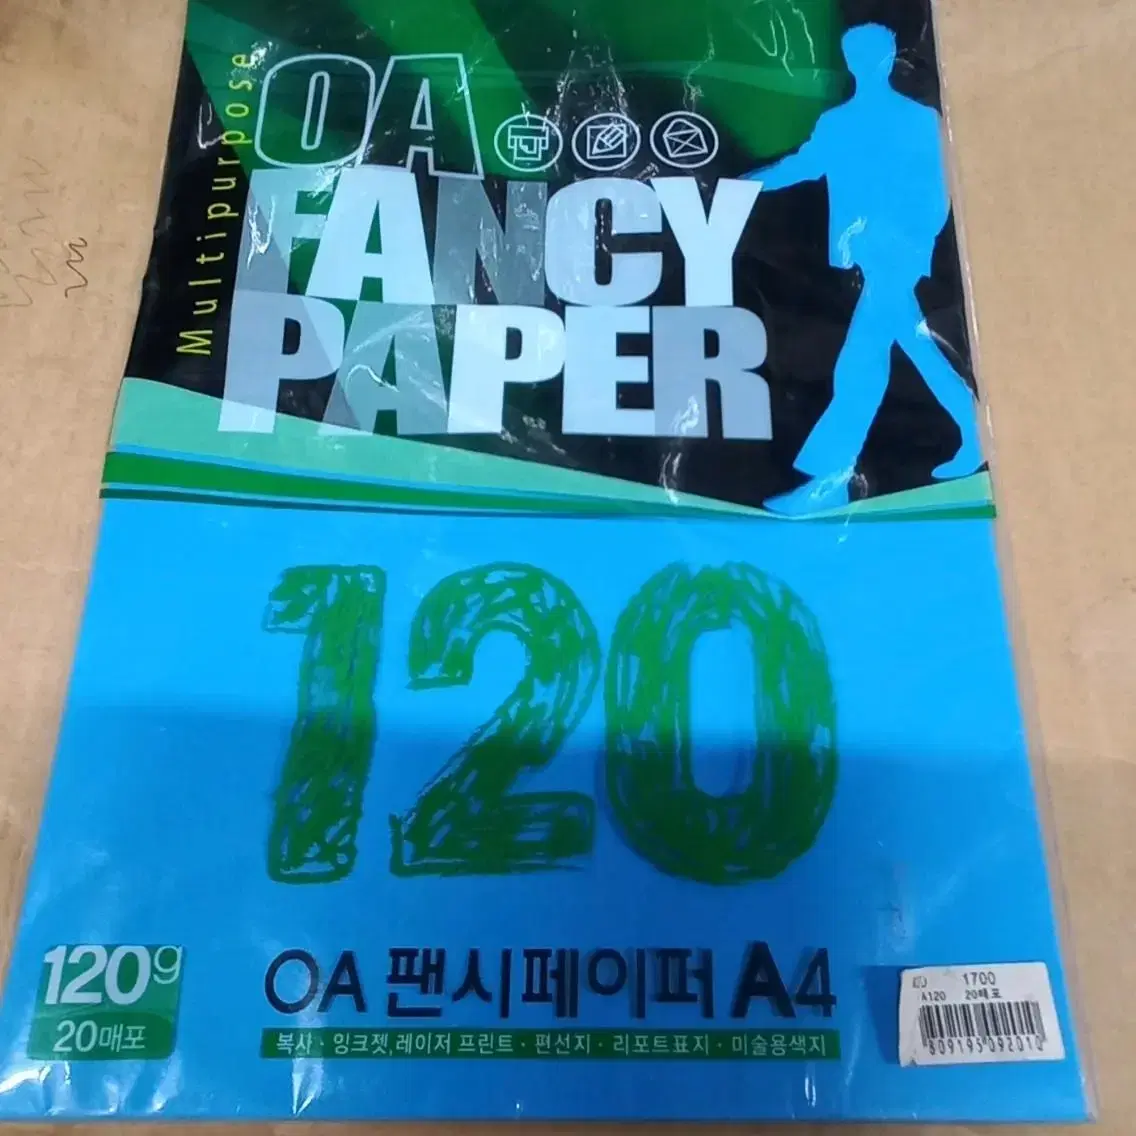 Multipurpose
OA
FANCY
PAPER
120
120g
20매포
OA 팬시페이퍼 A4
복사 · 잉크젯,레이저 프린트 · 편선지 · 리포트표지 · 미술용색지
1700
A120 20매포
809195092010